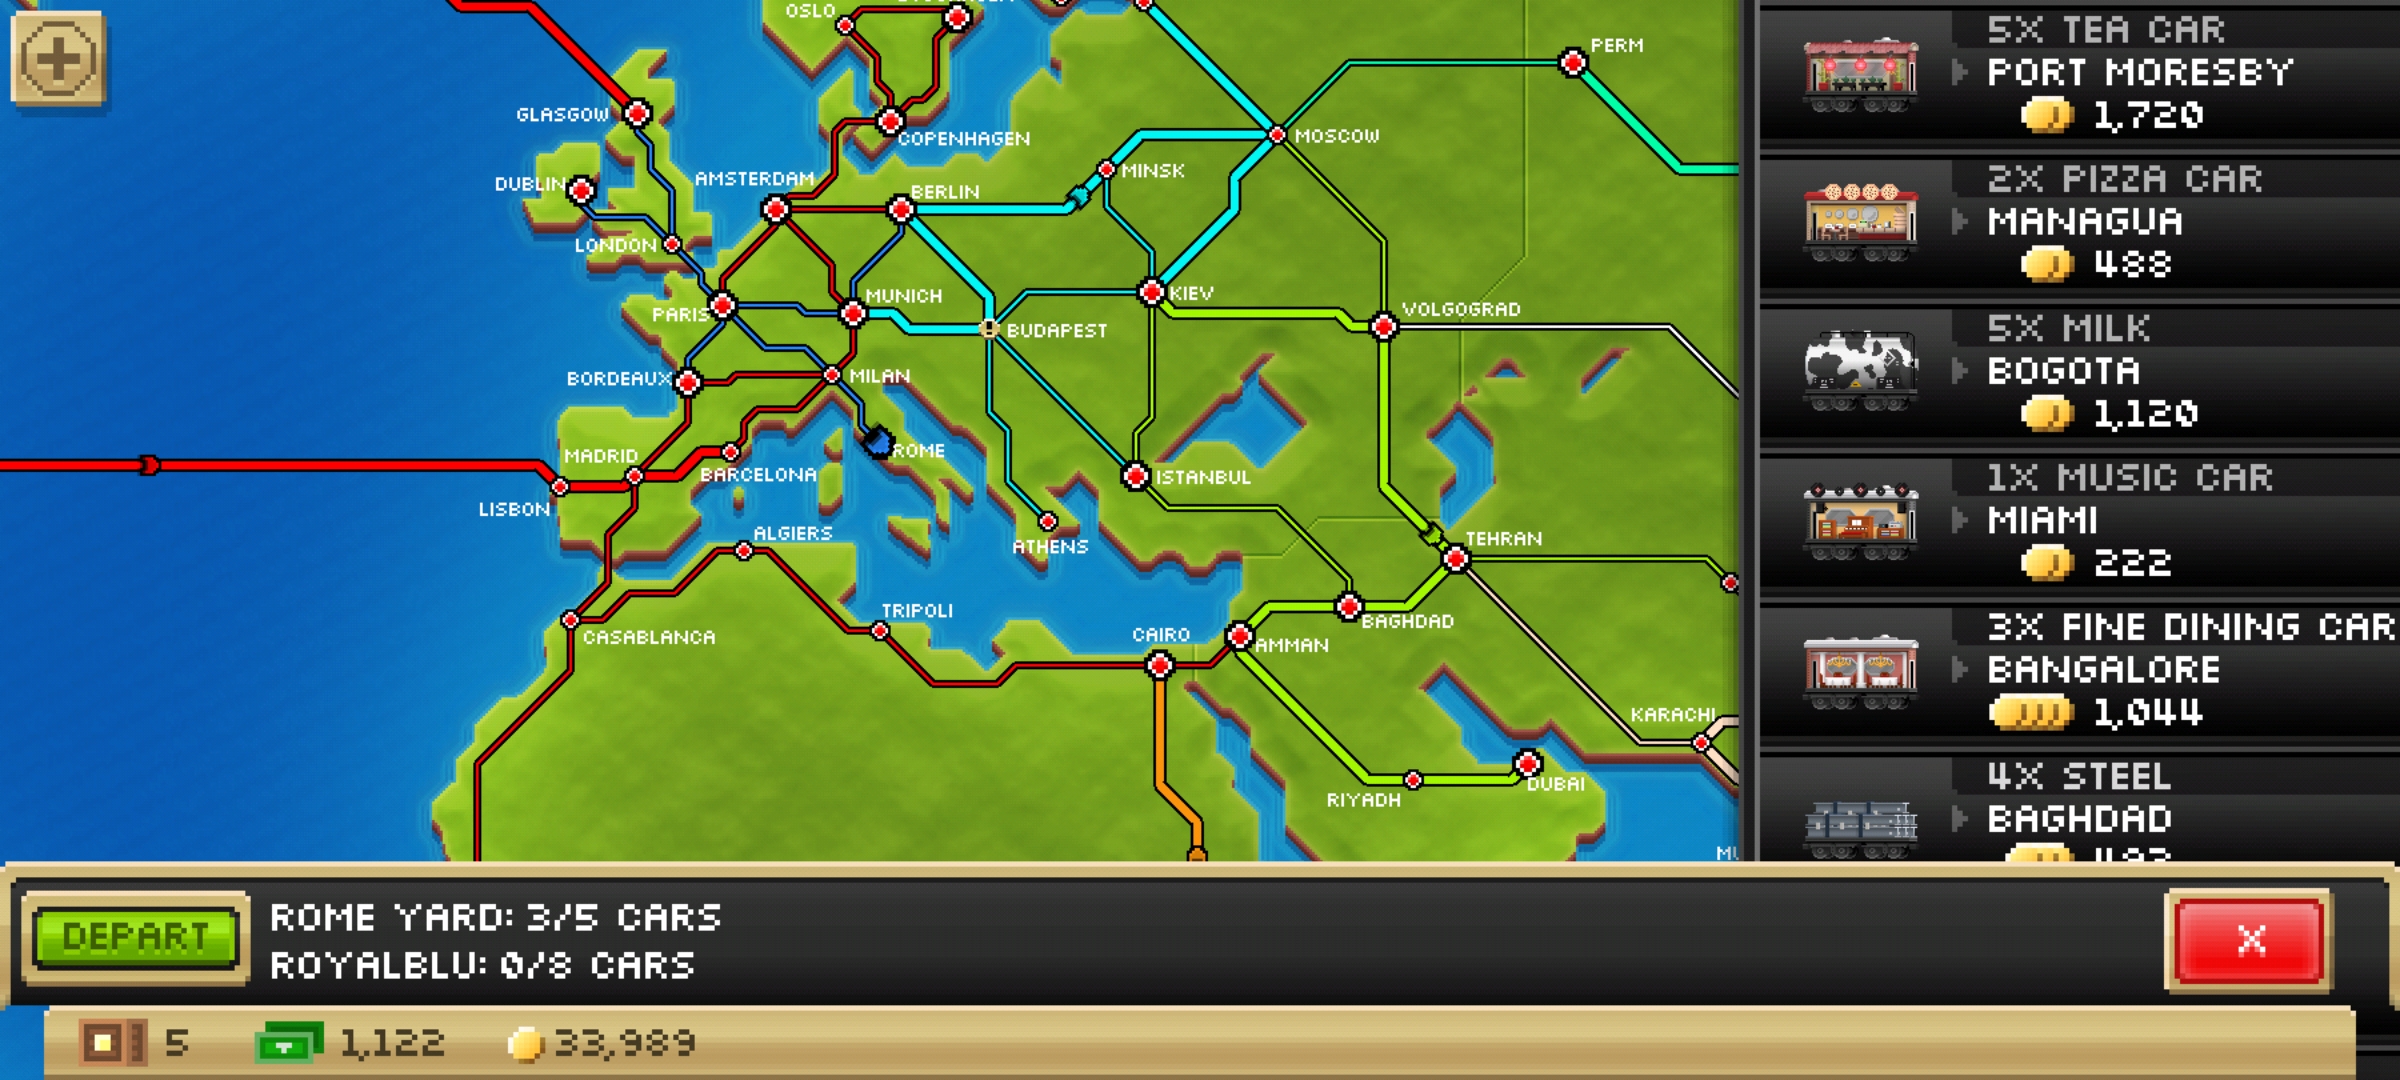 OSLO
GLASGOW
DUBLIN
LONDON
AMSTERDAM
COPENHAGEN
BERLIN
MINSK
MOSCOW
PERM
PARIS
MUNICH
BUDAPEST
KIEV
VOLGOGRAD
BORDEAUX
MILAN
MADRID
BARCELONA
ROME
ISTANBUL
LISBON
ALGIERS
ATHENS
TEHRAN
CASABLANCA
TRIPOLI
CAIRO
AMMAN
BAGHDAD
KARACHI
RIYADH
DUBAI
5X TEA CAR
PORT MORESBY
1,720
2X PIZZA CAR
MANAGUA
488
5X MILK
BOGOTA
1,120
1X MUSIC CAR
MIAMI
222
3X FINE DINING CAR
BANGALORE
1,044
4X STEEL
BAGHDAD
DEPART
ROME YARD: 3/5 CARS
ROYALBLU: 0/8 CARS
X
5
1,122
33,989